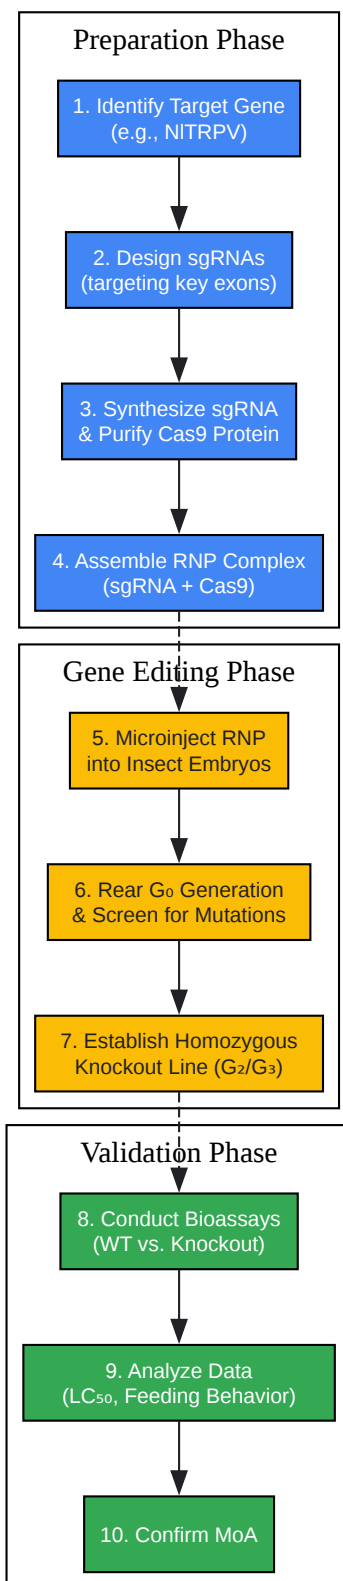 Preparation Phase
1. Identify Target Gene
(e.g., NlTRPV)
2. Design sgRNAs
(targeting key exons)
3. Synthesize sgRNA
& Purify Cas9 Protein
4. Assemble RNP Complex
(sgRNA + Cas9)
Gene Editing Phase
5. Microinject RNP
into Insect Embryos
6. Rear G₀ Generation
& Screen for Mutations
7. Establish Homozygous
Knockout Line (G₂/G₃)
Validation Phase
8. Conduct Bioassays
(WT vs. Knockout)
9. Analyze Data
(LC₅₀, Feeding Behavior)
10. Confirm MoA